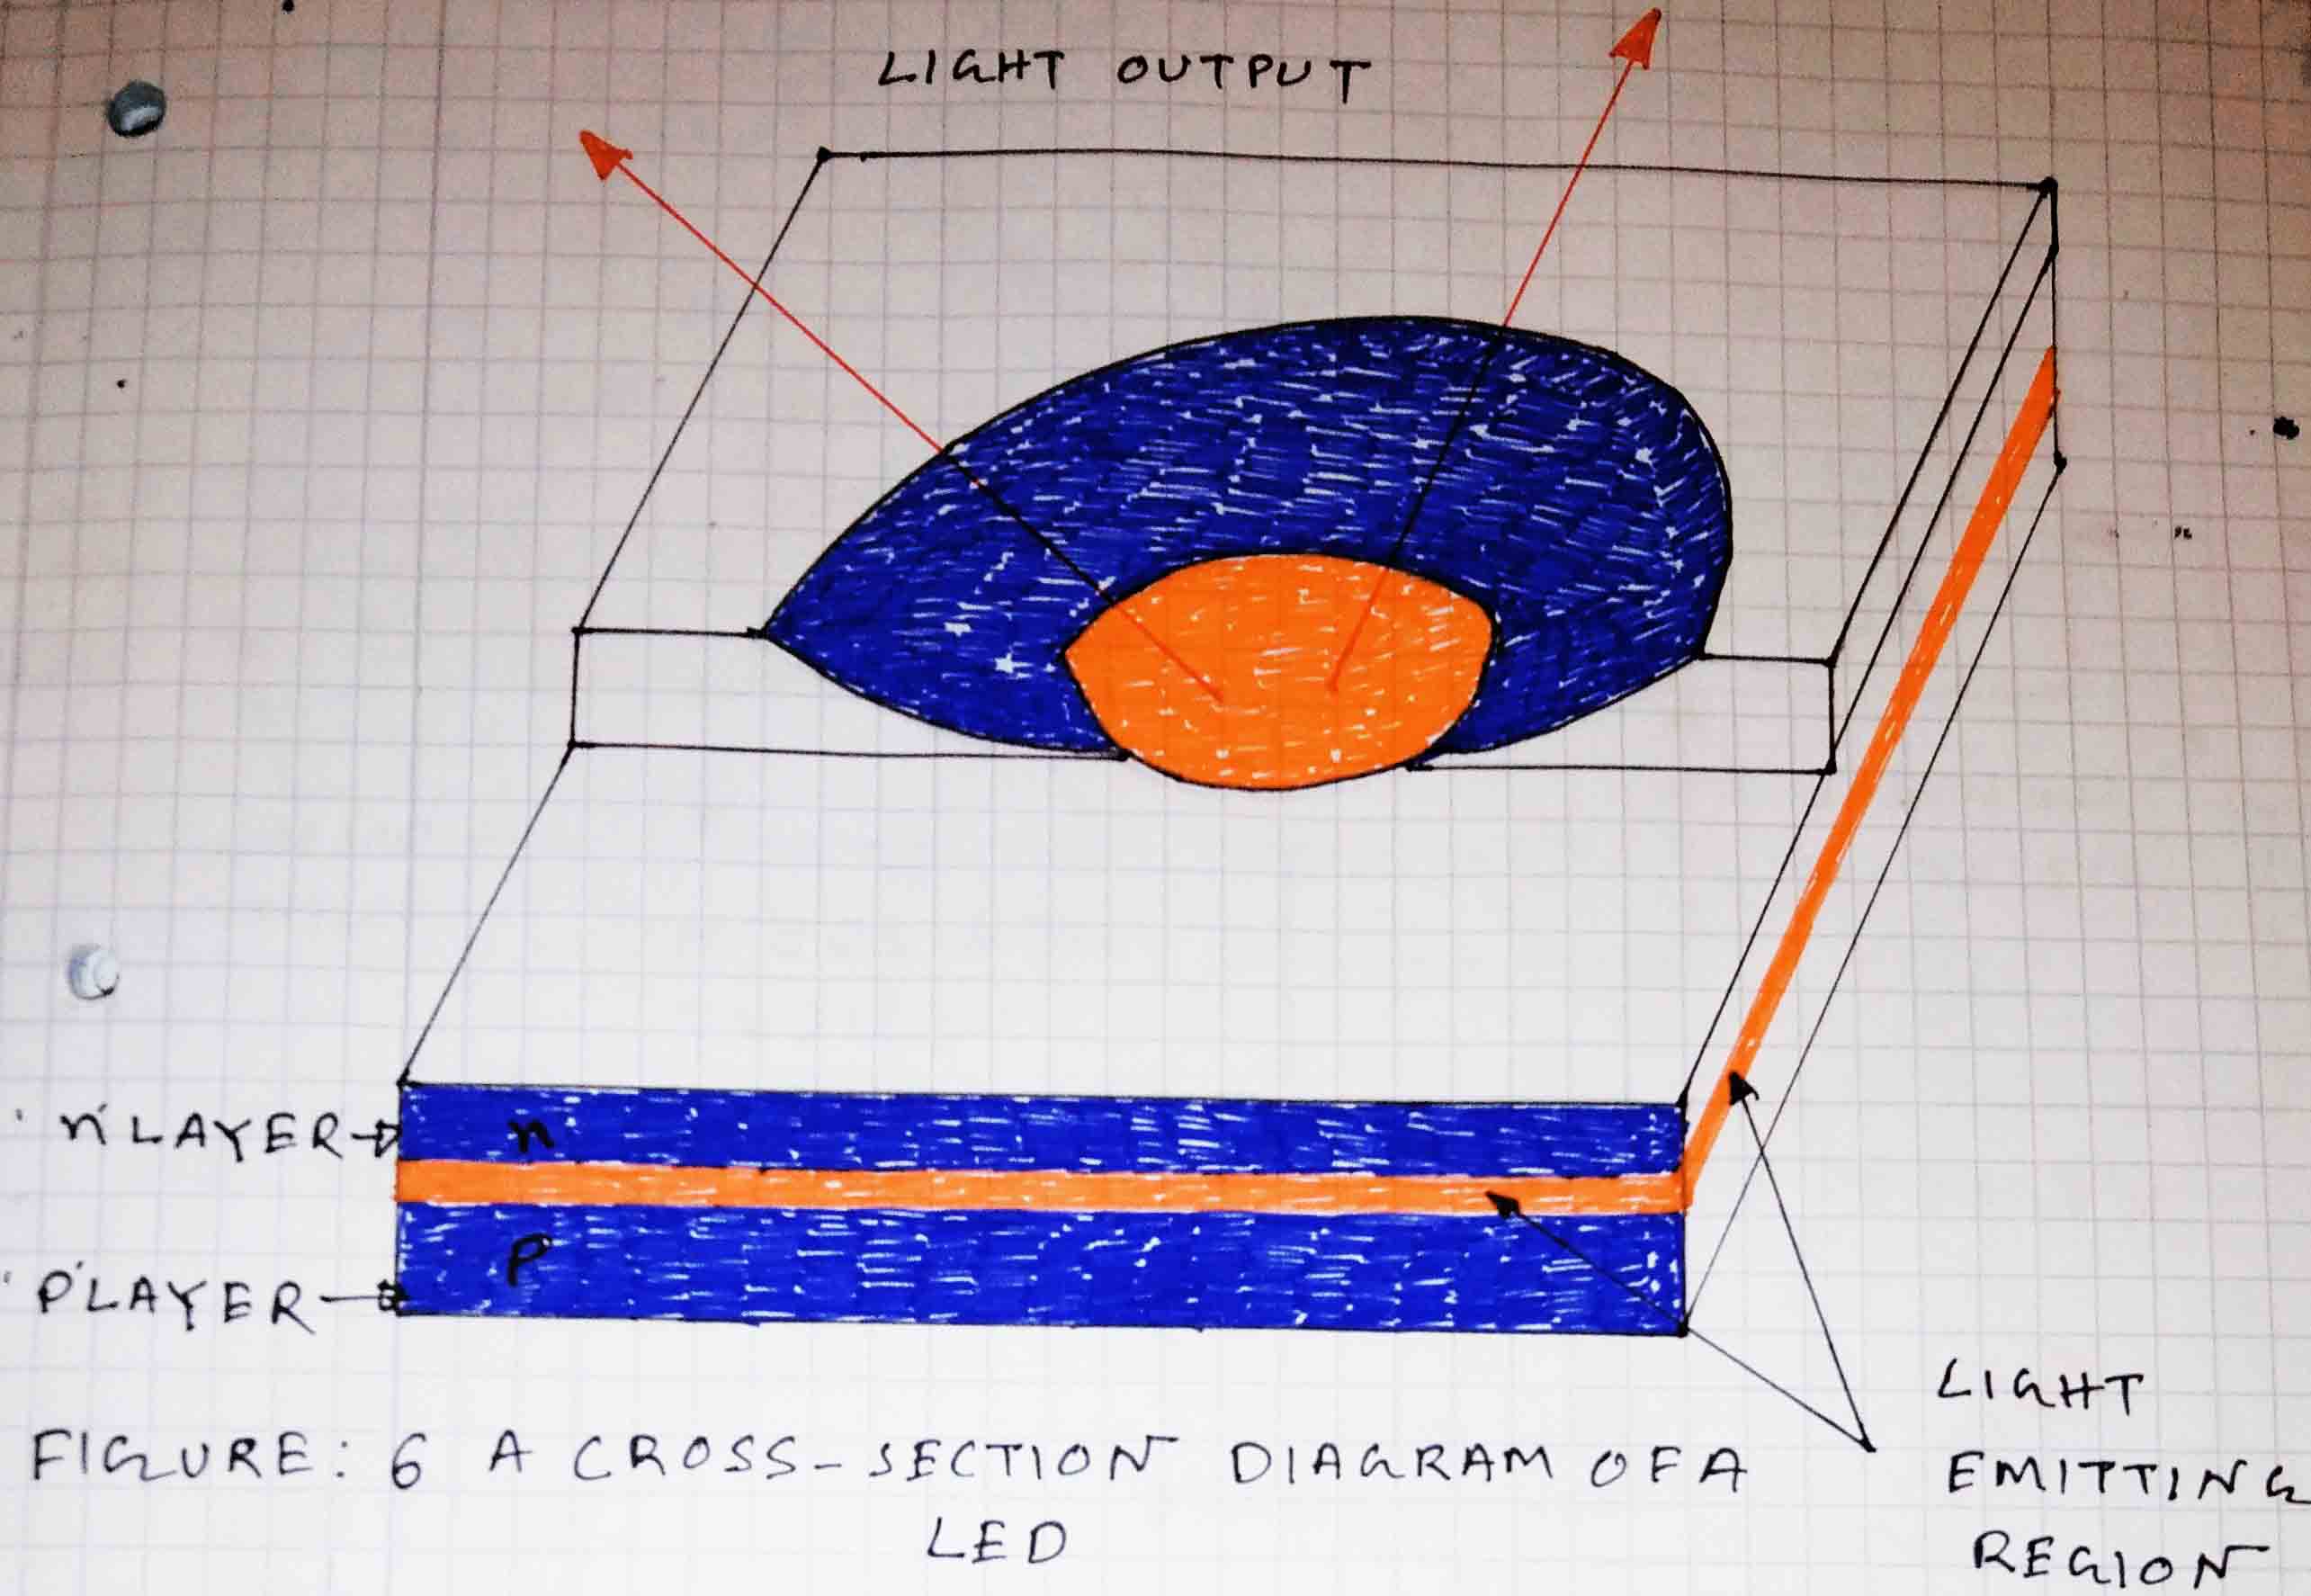 LIGHT OUTPUT
'n' LAYER
n
'P' LAYER
P
LIGHT
EMITTING
REGION
FIGURE: 6 A CROSS-SECTION DIAGRAM OF A
LED